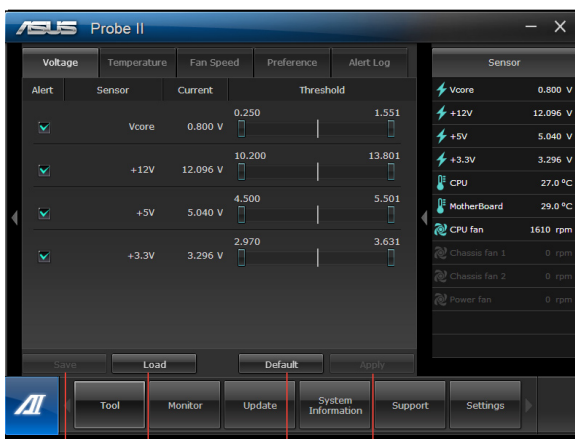 ASUS Probe II
Voltage Temperature Fan Speed Preference Alert Log
Alert Sensor Current Threshold
Vcore 0.800 V 0.250 1.551
+12V 12.096 V 10.200 13.801
+5V 5.040 V 4.500 5.501
+3.3V 3.296 V 2.970 3.631
Save Load Default Apply
Sensor
Vcore 0.800 V
+12V 12.096 V
+5V 5.040 V
+3.3V 3.296 V
CPU 27.0 ºC
MotherBoard 29.0 ºC
CPU fan 1610 rpm
Chassis fan 1 0 rpm
Chassis fan 2 0 rpm
Power fan 0 rpm
AI Tool Monitor Update System Information Support Settings